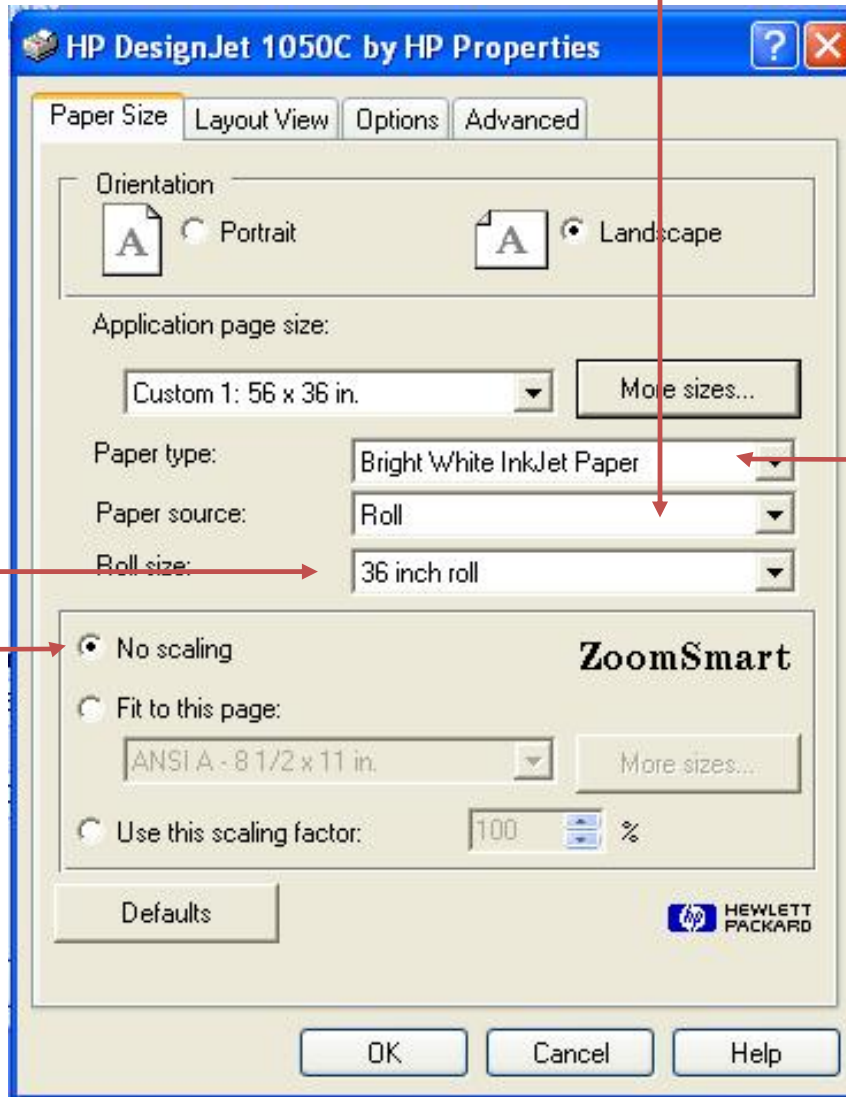 HP DesignJet 1050C by HP Properties
Paper Size Layout View Options Advanced
Orientation
A Portrait A Landscape
Application page size:
Custom 1: 56 x 36 in. More sizes...
Paper type: Bright White InkJet Paper
Paper source: Roll
Roll size: 36 inch roll
No scaling ZoomSmart
Fit to this page:
ANSI A - 8 1/2 x 11 in. More sizes...
Use this scaling factor: 100 %
Defaults hp HEWLETT
PACKARD
OK Cancel Help